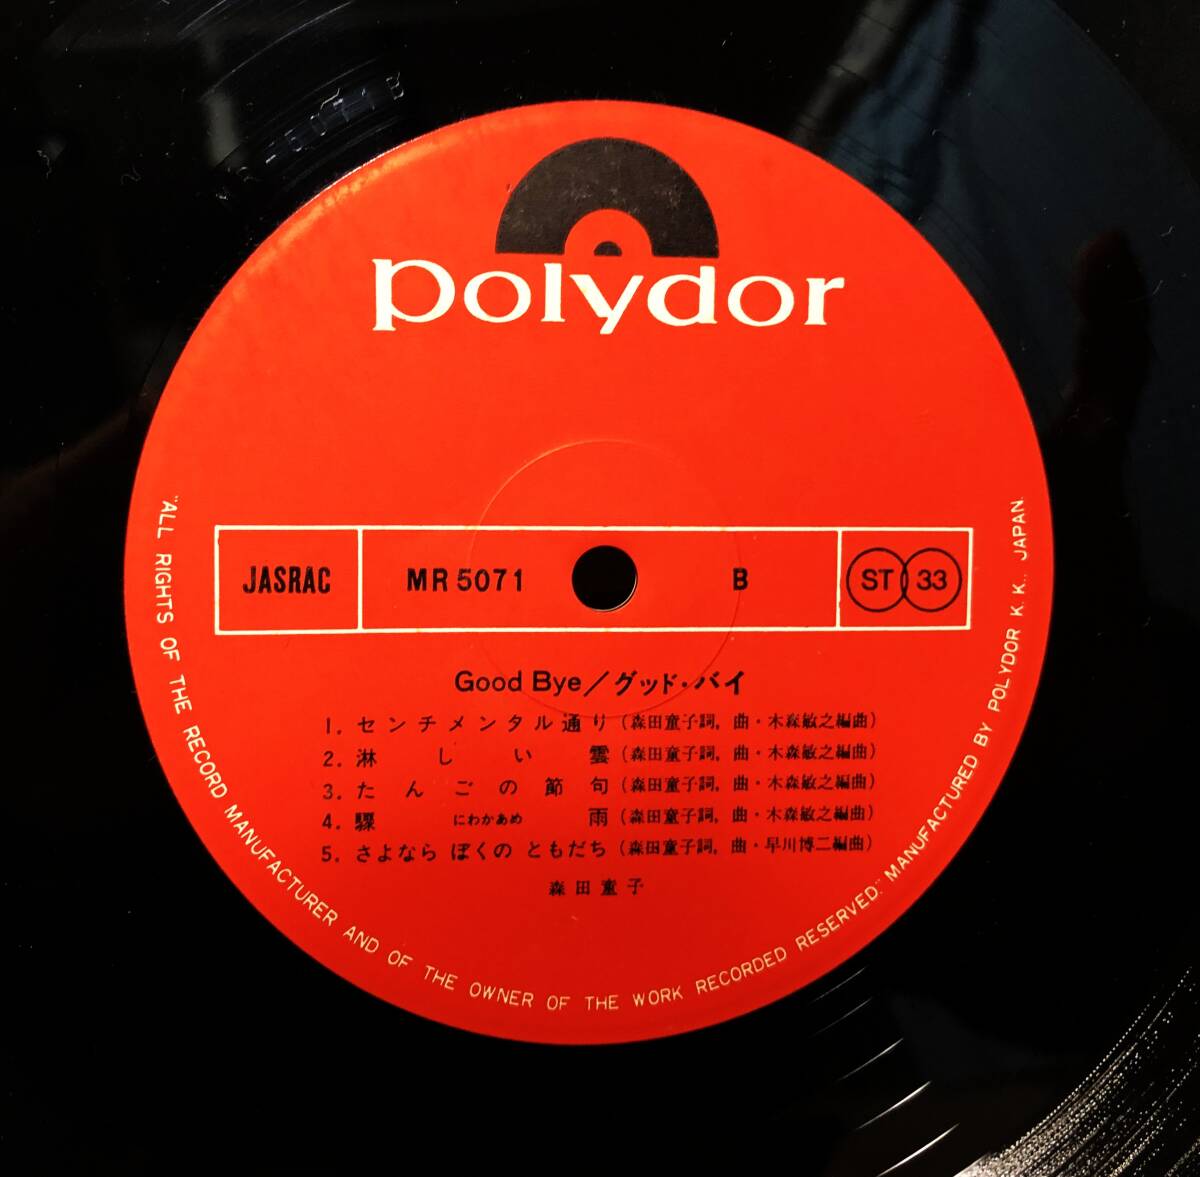 polydor
JASRAC MR 5071 B ST 33
Good Bye／グッド・バイ
1. センチメンタル通り（森田童子詞，曲・木森敏之編曲）
2. 淋しい雲（森田童子詞，曲・木森敏之編曲）
3. たんごの節句（森田童子詞，曲・木森敏之編曲）
4. 驟にわかあめ雨（森田童子詞，曲・木森敏之編曲）
5. さよなら ぼくの ともだち（森田童子詞，曲・早川博二編曲）
森田童子
"ALL RIGHTS OF THE RECORD MANUFACTURER AND OF THE OWNER OF THE WORK RECORDED RESERVED." MANUFACTURED BY POLYDOR K. K., JAPAN